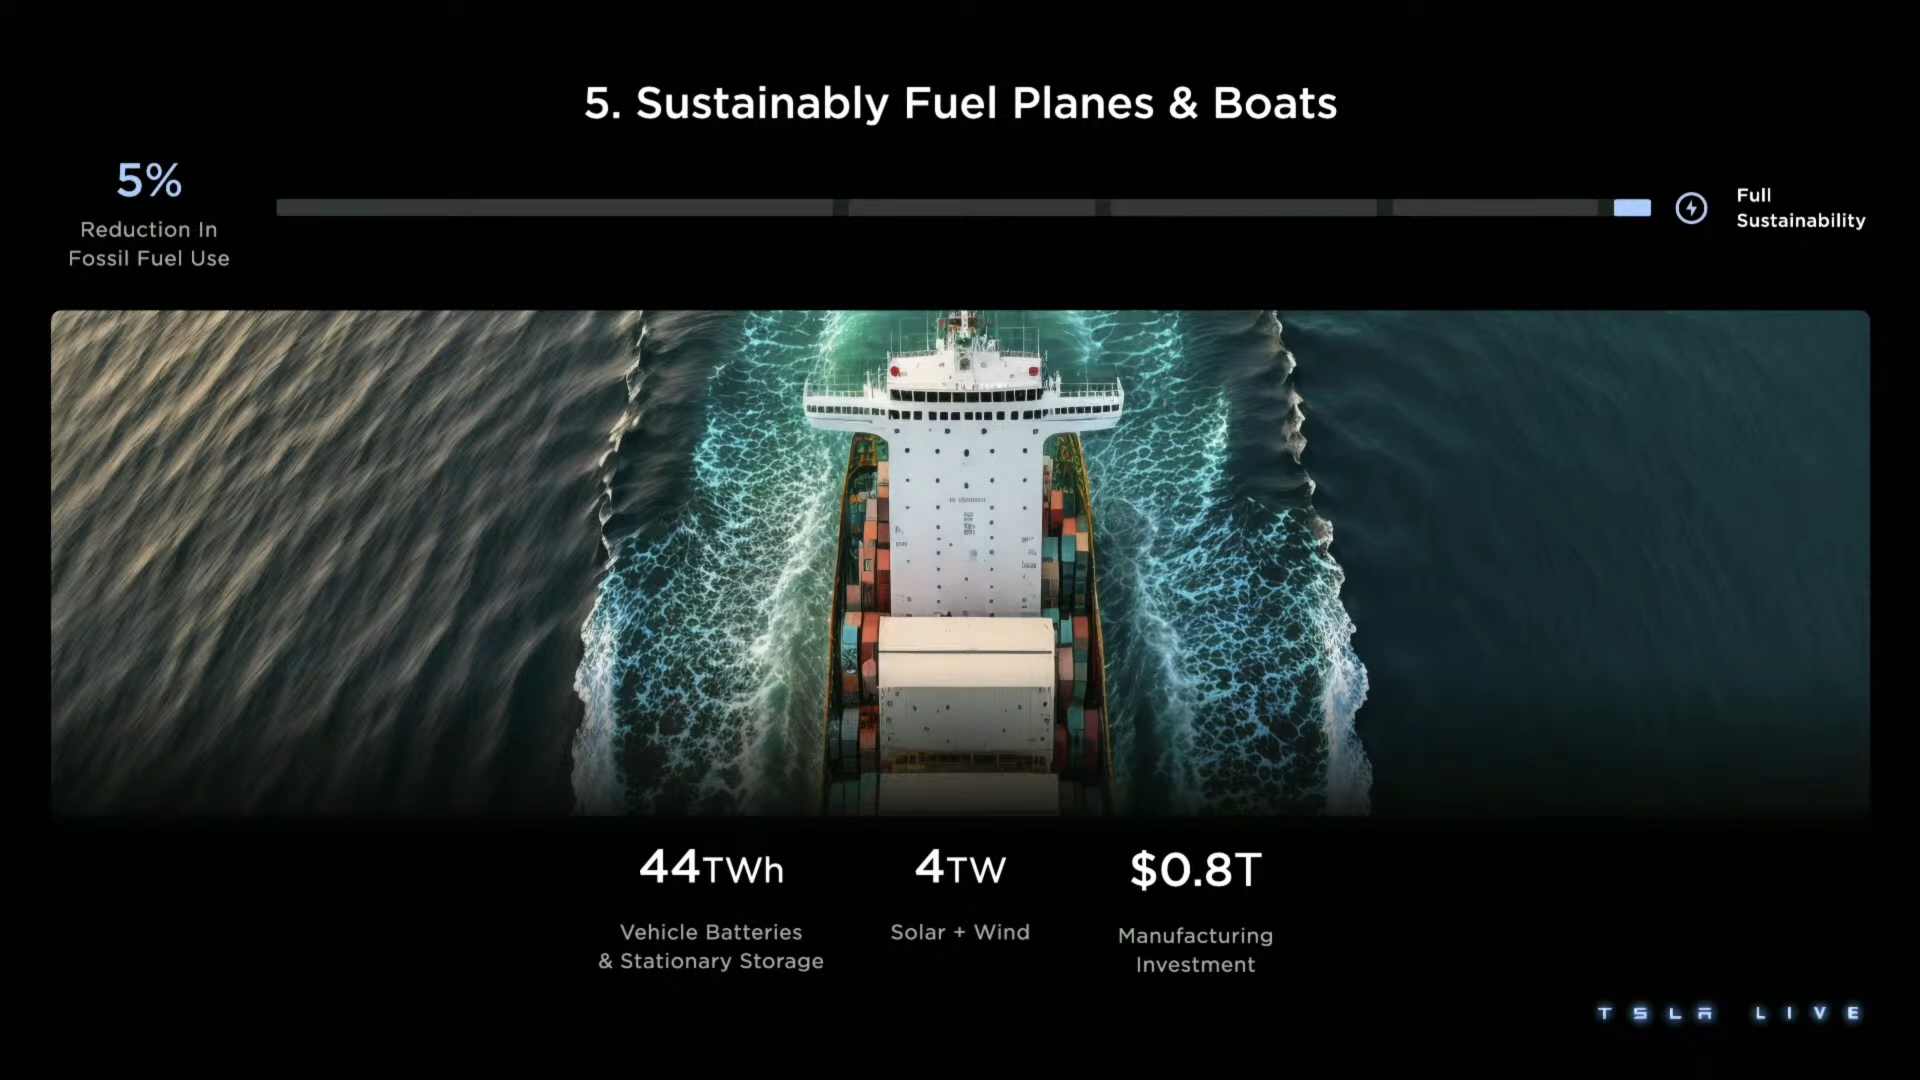 5. Sustainably Fuel Planes & Boats
5%
Reduction In
Fossil Fuel Use
Full
Sustainability
44TWh
Vehicle Batteries
& Stationary Storage
4TW
Solar + Wind
$0.8T
Manufacturing
Investment
TSLA LIVE